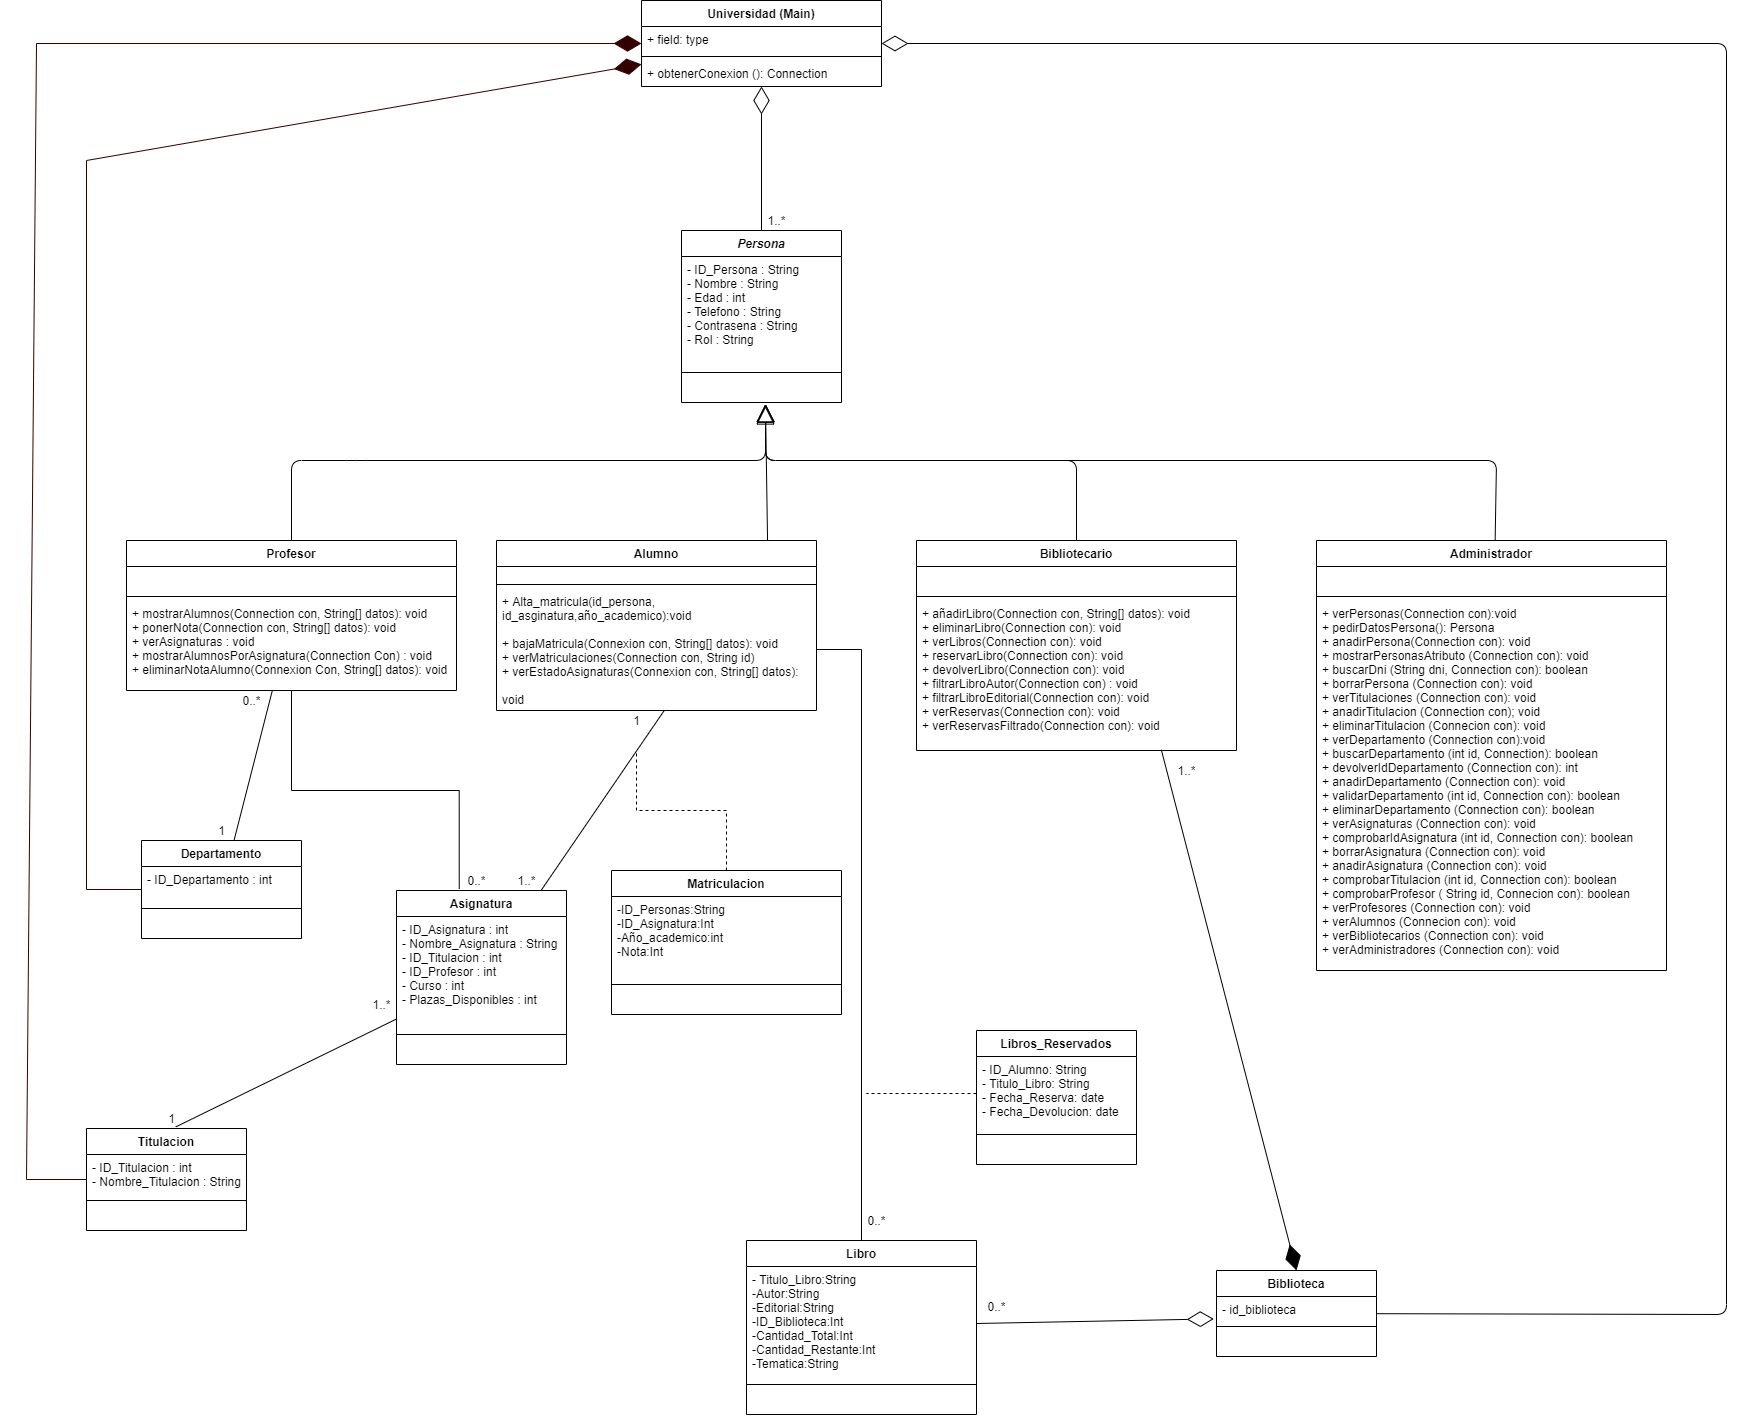 Universidad (Main)
+ field: type
+ obtenerConexion (): Connection
1..*
Persona
- ID_Persona : String
- Nombre : String
- Edad : int
- Telefono : String
- Contrasena : String
- Rol : String
Profesor
+ mostrarAlumnos(Connection con, String[] datos): void
+ ponerNota(Connection con, String[] datos): void
+ verAsignaturas : void
+ mostrarAlumnosPorAsignatura(Connection Con) : void
+ eliminarNotaAlumno(Connexion Con, String[] datos): void
Alumno
+ Alta_matricula(id_persona,
id_asginatura,año_academico):void
+ bajaMatricula(Connexion con, String[] datos): void
+ verMatriculaciones(Connection con, String id)
+ verEstadoAsignaturas(Connexion con, String[] datos):
void
Bibliotecario
+ añadirLibro(Connection con, String[] datos): void
+ eliminarLibro(Connection con): void
+ verLibros(Connection con): void
+ reservarLibro(Connection con): void
+ devolverLibro(Connection con): void
+ filtrarLibroAutor(Connection con) : void
+ filtrarLibroEditorial(Connection con): void
+ verReservas(Connection con): void
+ verReservasFiltrado(Connection con): void
Administrador
+ verPersonas(Connection con):void
+ pedirDatosPersona(): Persona
+ anadirPersona(Connection con): void
+ mostrarPersonasAtributo (Connection con): void
+ buscarDni (String dni, Connection con): boolean
+ borrarPersona (Connection con): void
+ verTitulaciones (Connection con): void
+ anadirTitulacion (Connection con); void
+ eliminarTitulacion (Connecion con): void
+ verDepartamento (Connection con):void
+ buscarDepartamento (int id, Connection): boolean
+ devolverIdDepartamento (Connection con): int
+ anadirDepartamento (Connection con): void
+ validarDepartamento (int id, Connection con): boolean
+ eliminarDepartamento (Connection con): boolean
+ verAsignaturas (Connection con): void
+ comprobarIdAsignatura (int id, Connection con): boolean
+ borrarAsignatura (Connection con): void
+ anadirAsignatura (Connection con): void
+ comprobarTitulacion (int id, Connection con): boolean
+ comprobarProfesor ( String id, Connecion con): boolean
+ verProfesores (Connection con): void
+ verAlumnos (Connecion con): void
+ verBibliotecarios (Connection con): void
+ verAdministradores (Connection con): void
0..*
1
1..*
1
Departamento
- ID_Departamento : int
0..*
1..*
Asignatura
- ID_Asignatura : int
- Nombre_Asignatura : String
- ID_Titulacion : int
- ID_Profesor : int
- Curso : int
- Plazas_Disponibles : int
Matriculacion
-ID_Personas:String
-ID_Asignatura:Int
-Año_academico:int
-Nota:Int
1..*
Libros_Reservados
- ID_Alumno: String
- Titulo_Libro: String
- Fecha_Reserva: date
- Fecha_Devolucion: date
1
Titulacion
- ID_Titulacion : int
- Nombre_Titulacion : String
0..*
Libro
- Titulo_Libro:String
-Autor:String
-Editorial:String
-ID_Biblioteca:Int
-Cantidad_Total:Int
-Cantidad_Restante:Int
-Tematica:String
0..*
Biblioteca
- id_biblioteca